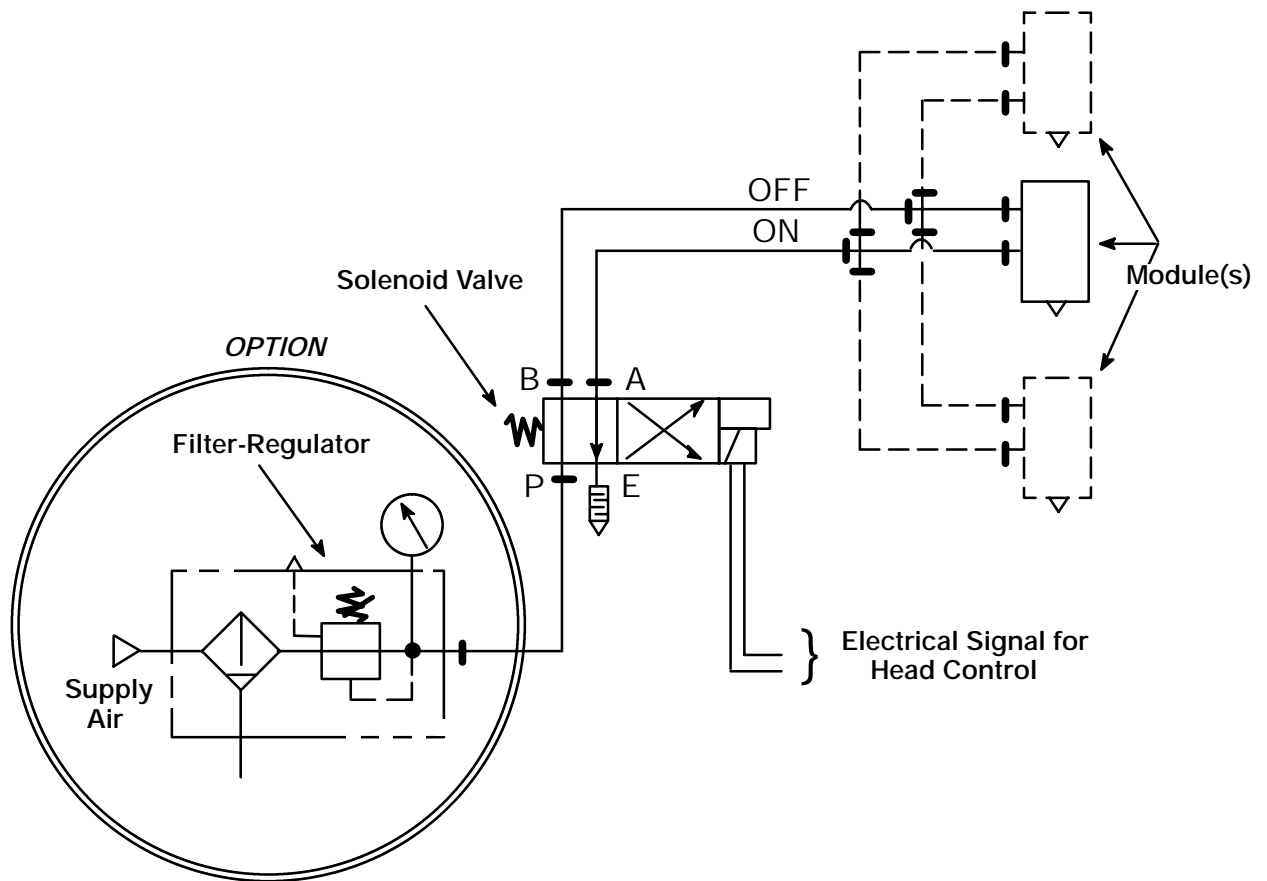 OFF
ON
Solenoid Valve
Module(s)
OPTION
B
A
Filter-Regulator
P
E
Supply
Air
Electrical Signal for
Head Control